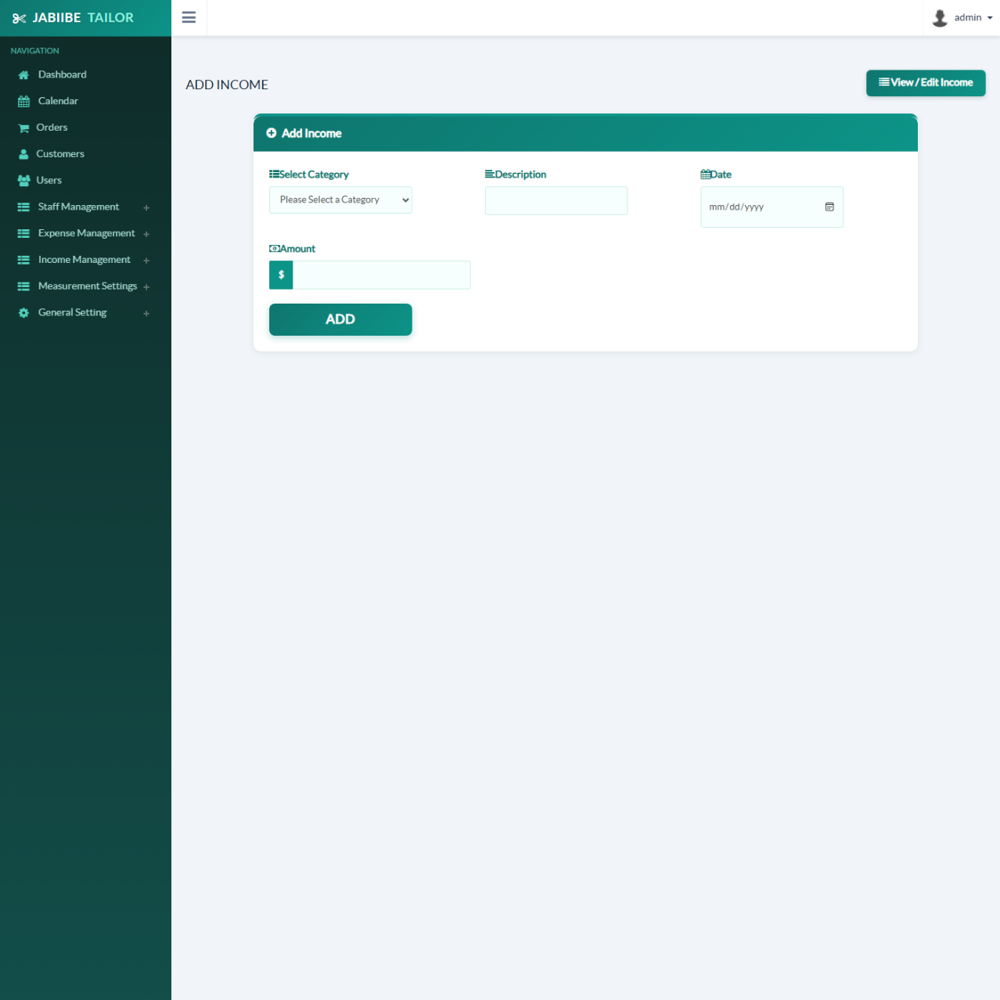 JABIIBE TAILOR
admin
NAVIGATION
Dashboard
Calendar
Orders
Customers
Users
Staff Management +
Expense Management +
Income Management +
Measurement Settings +
General Setting +
ADD INCOME
View / Edit Income
Add Income
Select Category
Description
Date
Please Select a Category
mm/dd/yyyy
Amount
$
ADD